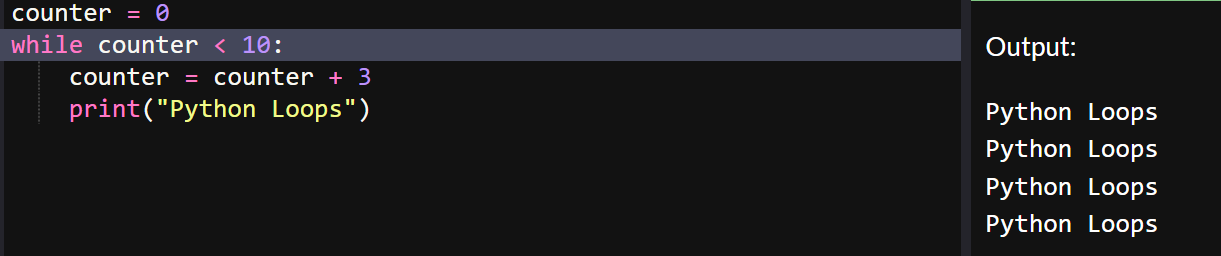 counter = 0
while counter < 10:
    counter = counter + 3
    print("Python Loops")
Output:
Python Loops
Python Loops
Python Loops
Python Loops